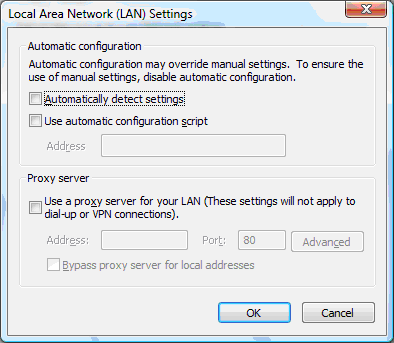 Local Area Network (LAN) Settings
Automatic configuration
Automatic configuration may override manual settings. To ensure the
use of manual settings, disable automatic configuration.
Automatically detect settings
Use automatic configuration script
Address
Proxy server
Use a proxy server for your LAN (These settings will not apply to
dial-up or VPN connections).
Address: Port: 80 Advanced
Bypass proxy server for local addresses
OK Cancel